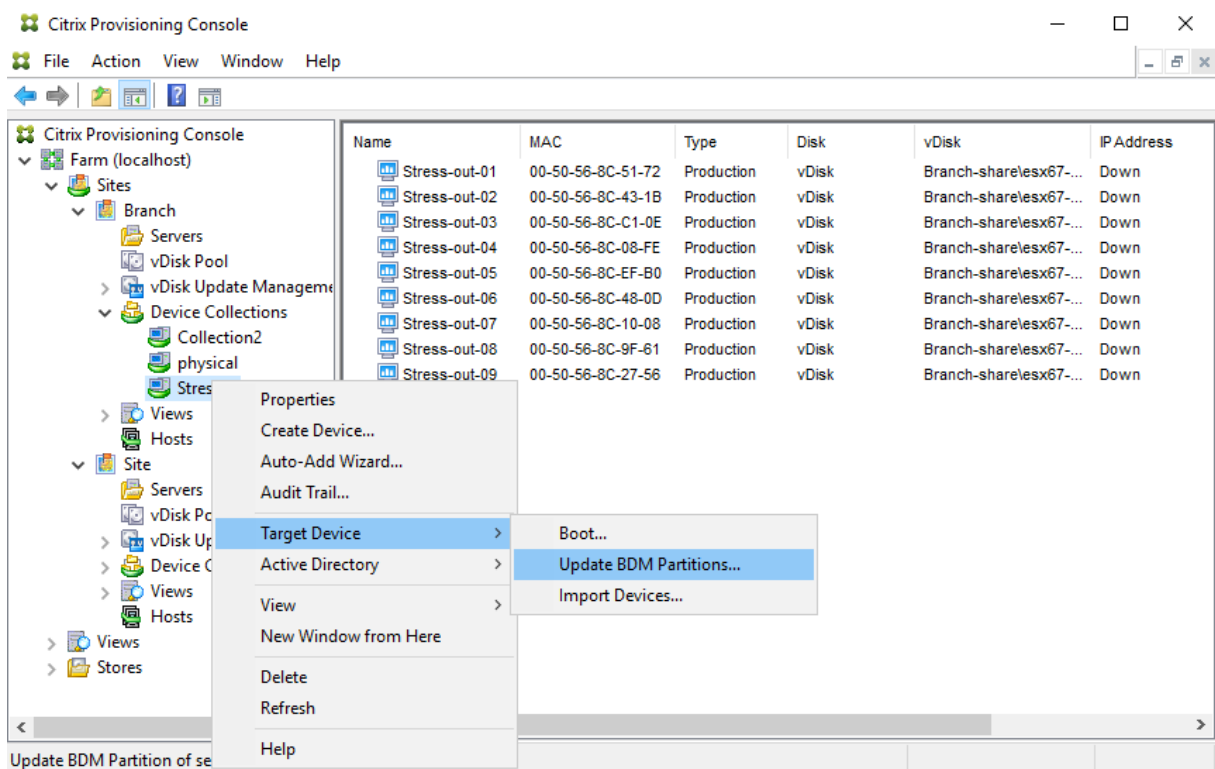 Citrix Provisioning Console
File Action View Window Help
Citrix Provisioning Console
Farm (localhost)
Sites
Branch
Servers
vDisk Pool
vDisk Update Manageme
Device Collections
Collection2
physical
Stres
Views
Hosts
Site
Servers
vDisk Po
vDisk Up
Device C
Views
Hosts
Views
Stores
Name MAC Type Disk vDisk IP Address
Stress-out-01 00-50-56-8C-51-72 Production vDisk Branch-share\esx67-... Down
Stress-out-02 00-50-56-8C-43-1B Production vDisk Branch-share\esx67-... Down
Stress-out-03 00-50-56-8C-C1-0E Production vDisk Branch-share\esx67-... Down
Stress-out-04 00-50-56-8C-08-FE Production vDisk Branch-share\esx67-... Down
Stress-out-05 00-50-56-8C-EF-B0 Production vDisk Branch-share\esx67-... Down
Stress-out-06 00-50-56-8C-48-0D Production vDisk Branch-share\esx67-... Down
Stress-out-07 00-50-56-8C-10-08 Production vDisk Branch-share\esx67-... Down
Stress-out-08 00-50-56-8C-9F-61 Production vDisk Branch-share\esx67-... Down
Stress-out-09 00-50-56-8C-27-56 Production vDisk Branch-share\esx67-... Down
Properties
Create Device...
Auto-Add Wizard...
Audit Trail...
Target Device
Active Directory
View
New Window from Here
Delete
Refresh
Help
Boot...
Update BDM Partitions...
Import Devices...
Update BDM Partition of se